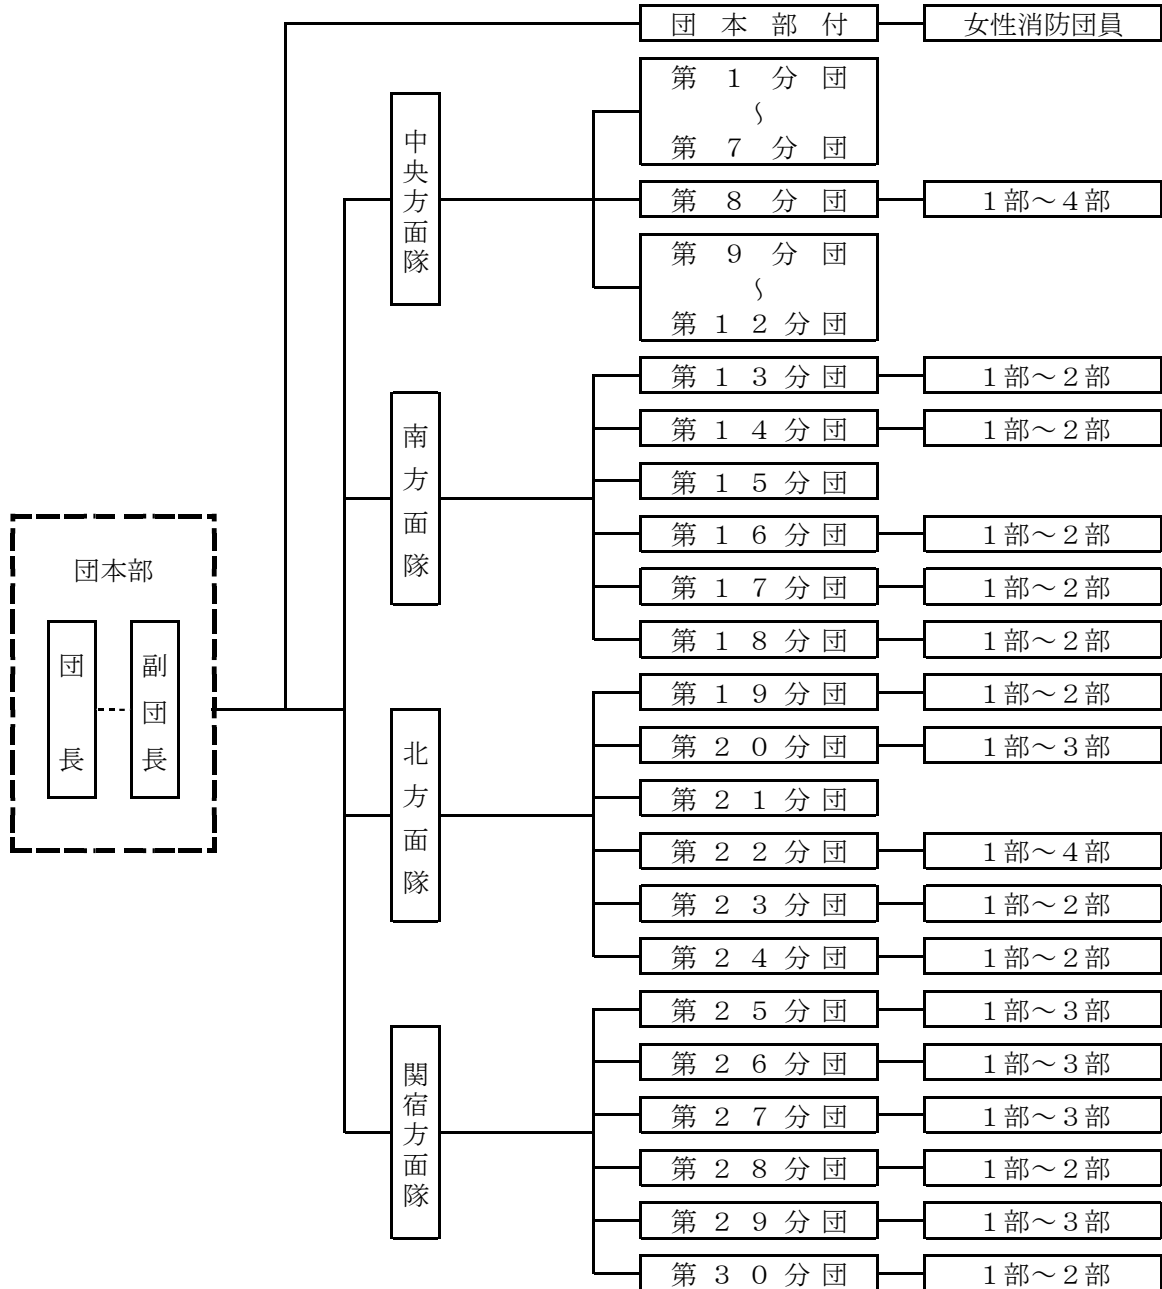 団本部付
女性消防団員
中央方面隊
第１分団
～
第７分団
第８分団
１部～４部
第９分団
～
第１２分団
南方面隊
第１３分団
１部～２部
第１４分団
１部～２部
第１５分団
第１６分団
１部～２部
第１７分団
１部～２部
第１８分団
１部～２部
団本部
団長
副団長
北方面隊
第１９分団
１部～２部
第２０分団
１部～３部
第２１分団
第２２分団
１部～４部
第２３分団
１部～２部
第２４分団
１部～２部
関宿方面隊
第２５分団
１部～３部
第２６分団
１部～３部
第２７分団
１部～３部
第２８分団
１部～２部
第２９分団
１部～３部
第３０分団
１部～２部